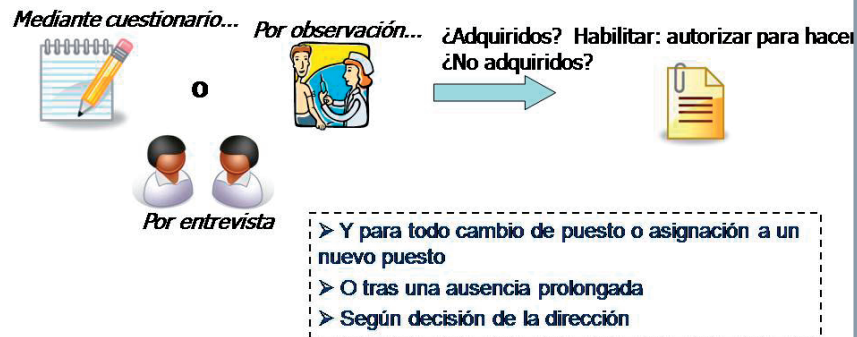 Mediante cuestionario...
Por observación...
¿Adquiridos? Habilitar: autorizar para hacer
¿No adquiridos?
o
Por entrevista
➢ Y para todo cambio de puesto o asignación a un
nuevo puesto
➢ O tras una ausencia prolongada
➢ Según decisión de la dirección